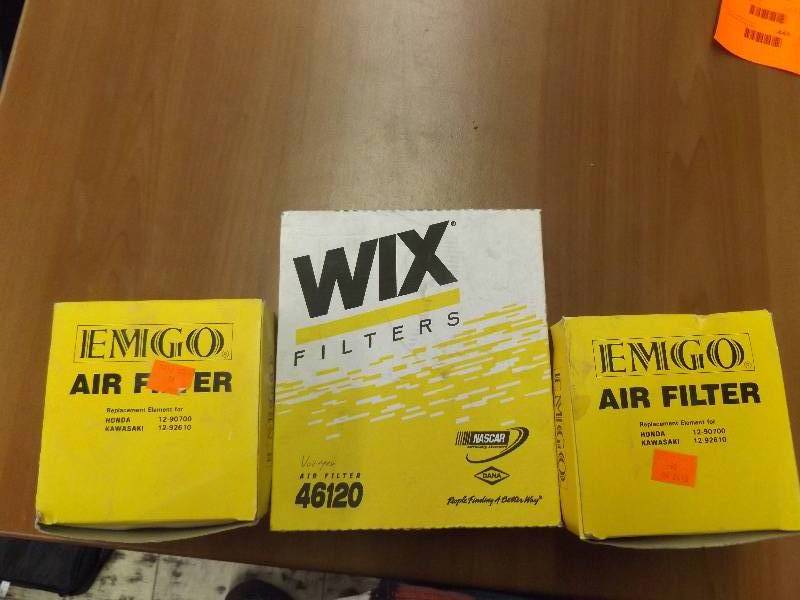 EMGO®
AIR FILTER
Replacement Element for
HONDA 12-90700
KAWASAKI 12-92610
WIX®
FILTERS
NASCAR
DANA
AIR FILTER
46120
People Finding A Better Way®
EMGO®
AIR FILTER
Replacement Element for
HONDA 12-90700
KAWASAKI 12-92610
EMGO